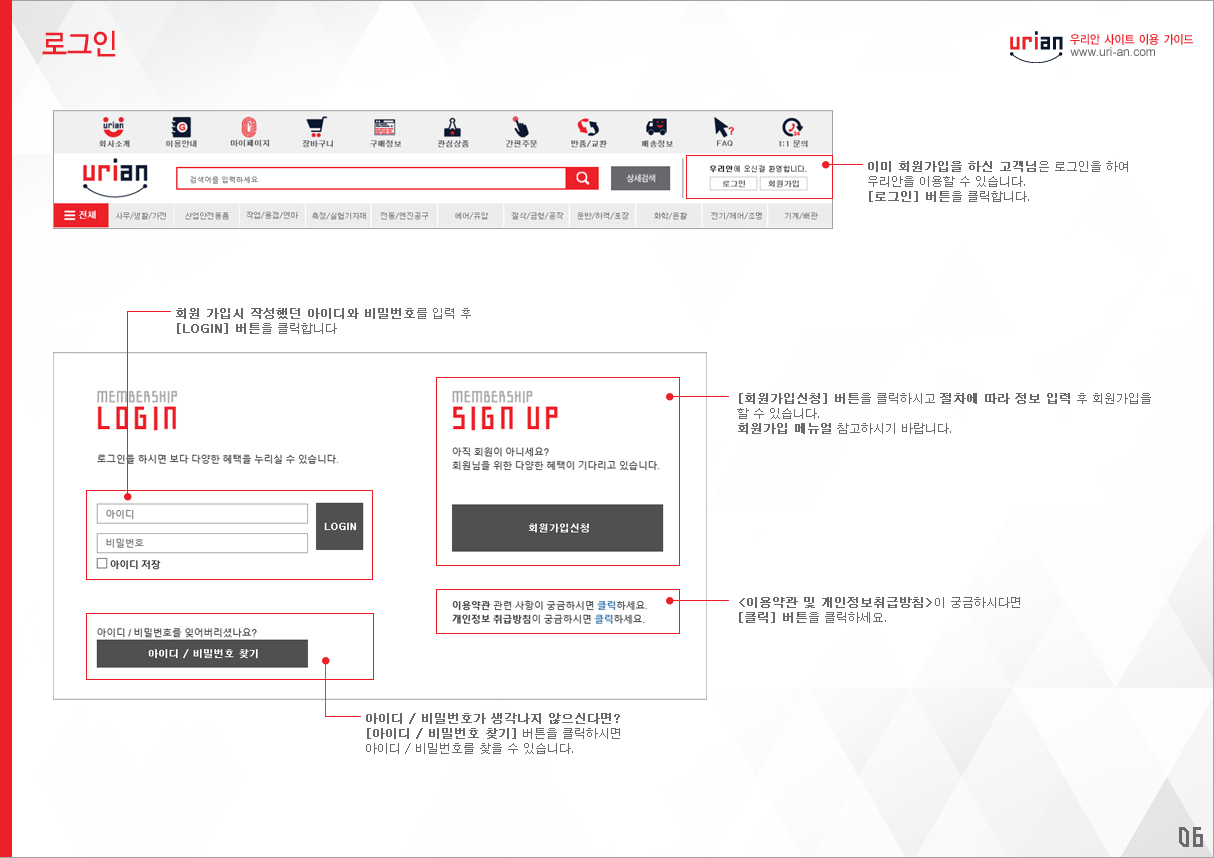 로그인
urian 우리안 사이트 이용 가이드
www.uri-an.com
urian
회사소개 이용안내 마이페이지 장바구니 구매정보 관심상품 간편주문 반품/교환 배송정보 FAQ 1:1 문의
urian
검색어를 입력하세요
상세검색
우리안에 오신걸 환영합니다.
로그인 회원가입
이미 회원가입을 하신 고객님은 로그인을 하여
우리안을 이용할 수 있습니다.
[로그인] 버튼을 클릭합니다.
전체 사무/생활/가전 산업안전용품 작업/용접/연마 측정/실험기자재 전동/엔진공구 에어/유압 절삭/금형/공작 운반/하역/포장 화학/윤활 전기/제어/조명 기계/배관
회원 가입시 작성했던 아이디와 비밀번호를 입력 후
[LOGIN] 버튼을 클릭합니다
MEMBERSHIP
LOGIN
로그인를 하시면 보다 다양한 혜택을 누리실 수 있습니다.
아이디
비밀번호
LOGIN
아이디 저장
아이디 / 비밀번호를 잊어버리셨나요?
아이디 / 비밀번호 찾기
MEMBERSHIP
SIGN UP
아직 회원이 아니세요?
회원님을 위한 다양한 혜택이 기다리고 있습니다.
회원가입신청
이용약관 관련 사항이 궁금하시면 클릭하세요.
개인정보 취급방침이 궁금하시면 클릭하세요.
[회원가입신청] 버튼을 클릭하시고 절차에 따라 정보 입력 후 회원가입을
할 수 있습니다.
회원가입 메뉴얼 참고하시기 바랍니다.
<이용약관 및 개인정보취급방침>이 궁금하시다면
[클릭] 버튼을 클릭하세요.
아이디 / 비밀번호가 생각나지 않으신다면?
[아이디 / 비밀번호 찾기] 버튼을 클릭하시면
아이디 / 비밀번호를 찾을 수 있습니다.
06